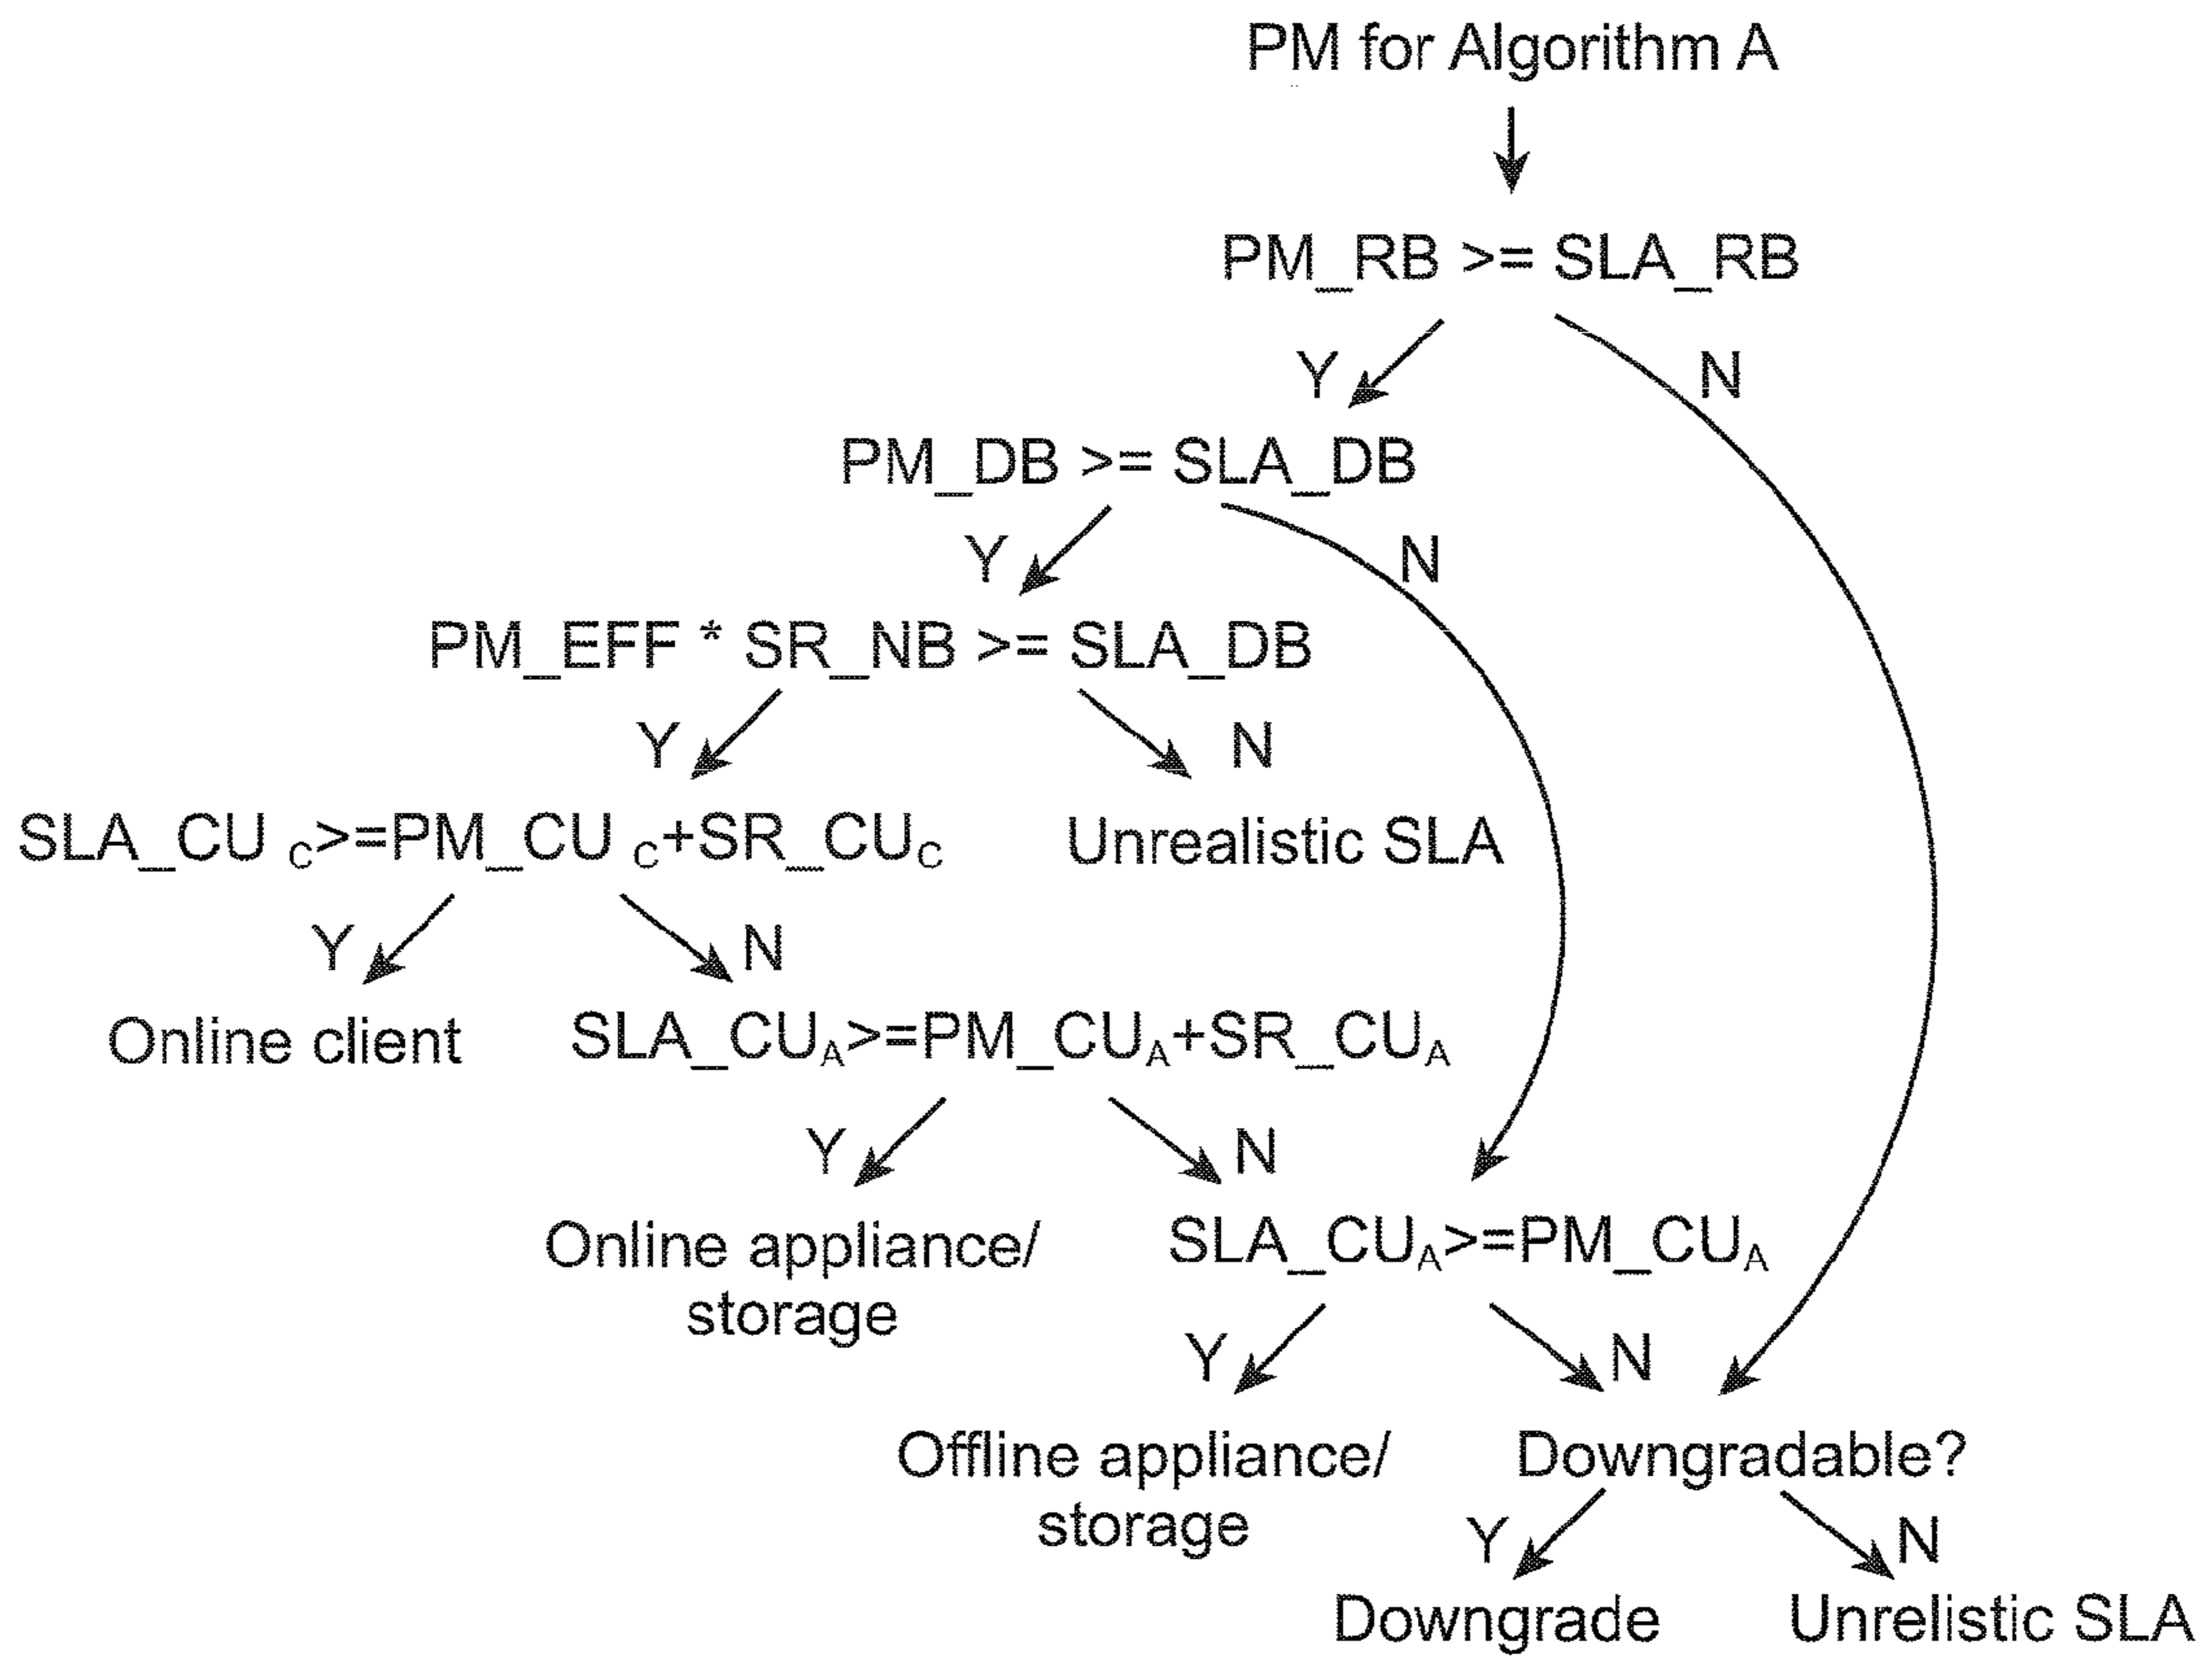 PM for Algorithm A
PM_RB >= SLA_RB
Y
N
PM_DB >= SLA_DB
Y
N
PM_EFF * SR_NB >= SLA_DB
Y
N
SLA_CU C>=PM_CU C+SR_CUC
Unrealistic SLA
Y
N
Online client
SLA_CUA>=PM_CUA+SR_CUA
Y
N
Online appliance/
storage
SLA_CUA>=PM_CUA
Y
N
Offline appliance/
storage
Downgradable?
Y
N
Downgrade
Unrelistic SLA